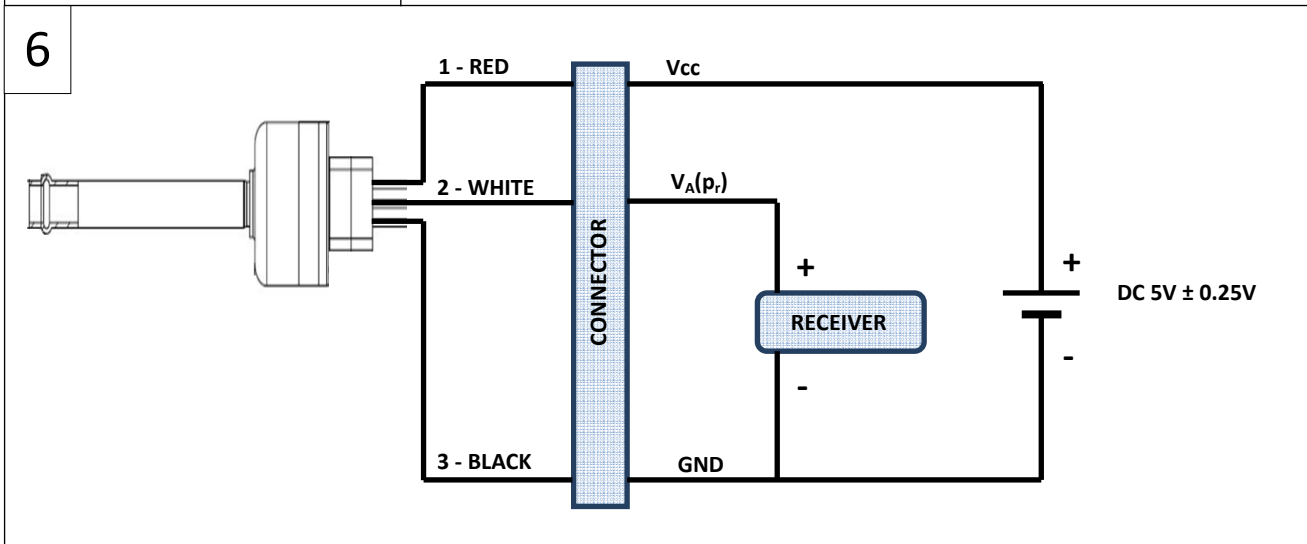 6
1 - RED
Vcc
2 - WHITE
VA(pr)
CONNECTOR
+
RECEIVER
-
+
DC 5V ± 0.25V
-
3 - BLACK
GND